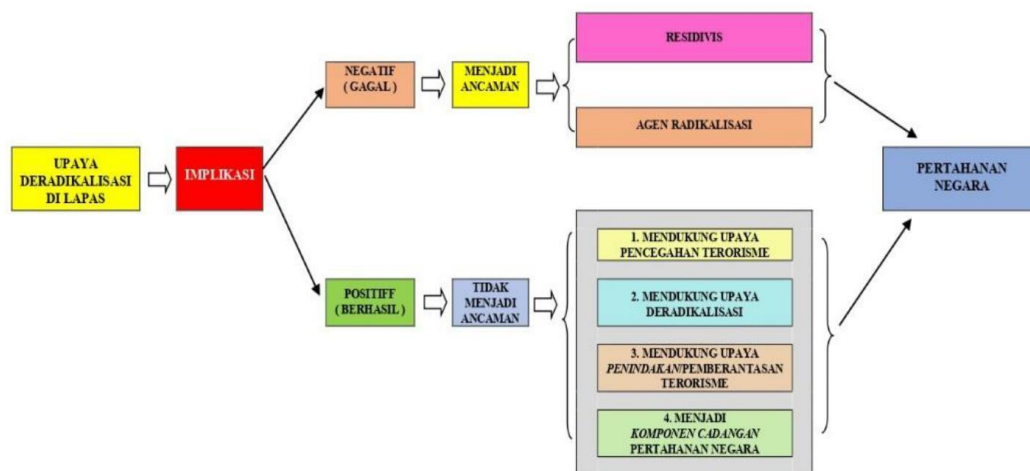 UPAYA
DERADIKALISASI
DI LAPAS
IMPLIKASI
NEGATIF
( GAGAL )
MENJADI
ANCAMAN
RESIDIVIS
AGEN RADIKALISASI
POSITIFF
( BERHASIL )
TIDAK
MENJADI
ANCAMAN
1. MENDUKUNG UPAYA
PENCEGAHAN TERORISME
2. MENDUKUNG UPAYA
DERADIKALISASI
3. MENDUKUNG UPAYA
PENINDAKAN/PEMBERANTASAN
TERORISME
4. MENJADI
KOMPONEN CADANGAN
PERTAHANAN NEGARA
PERTAHANAN
NEGARA